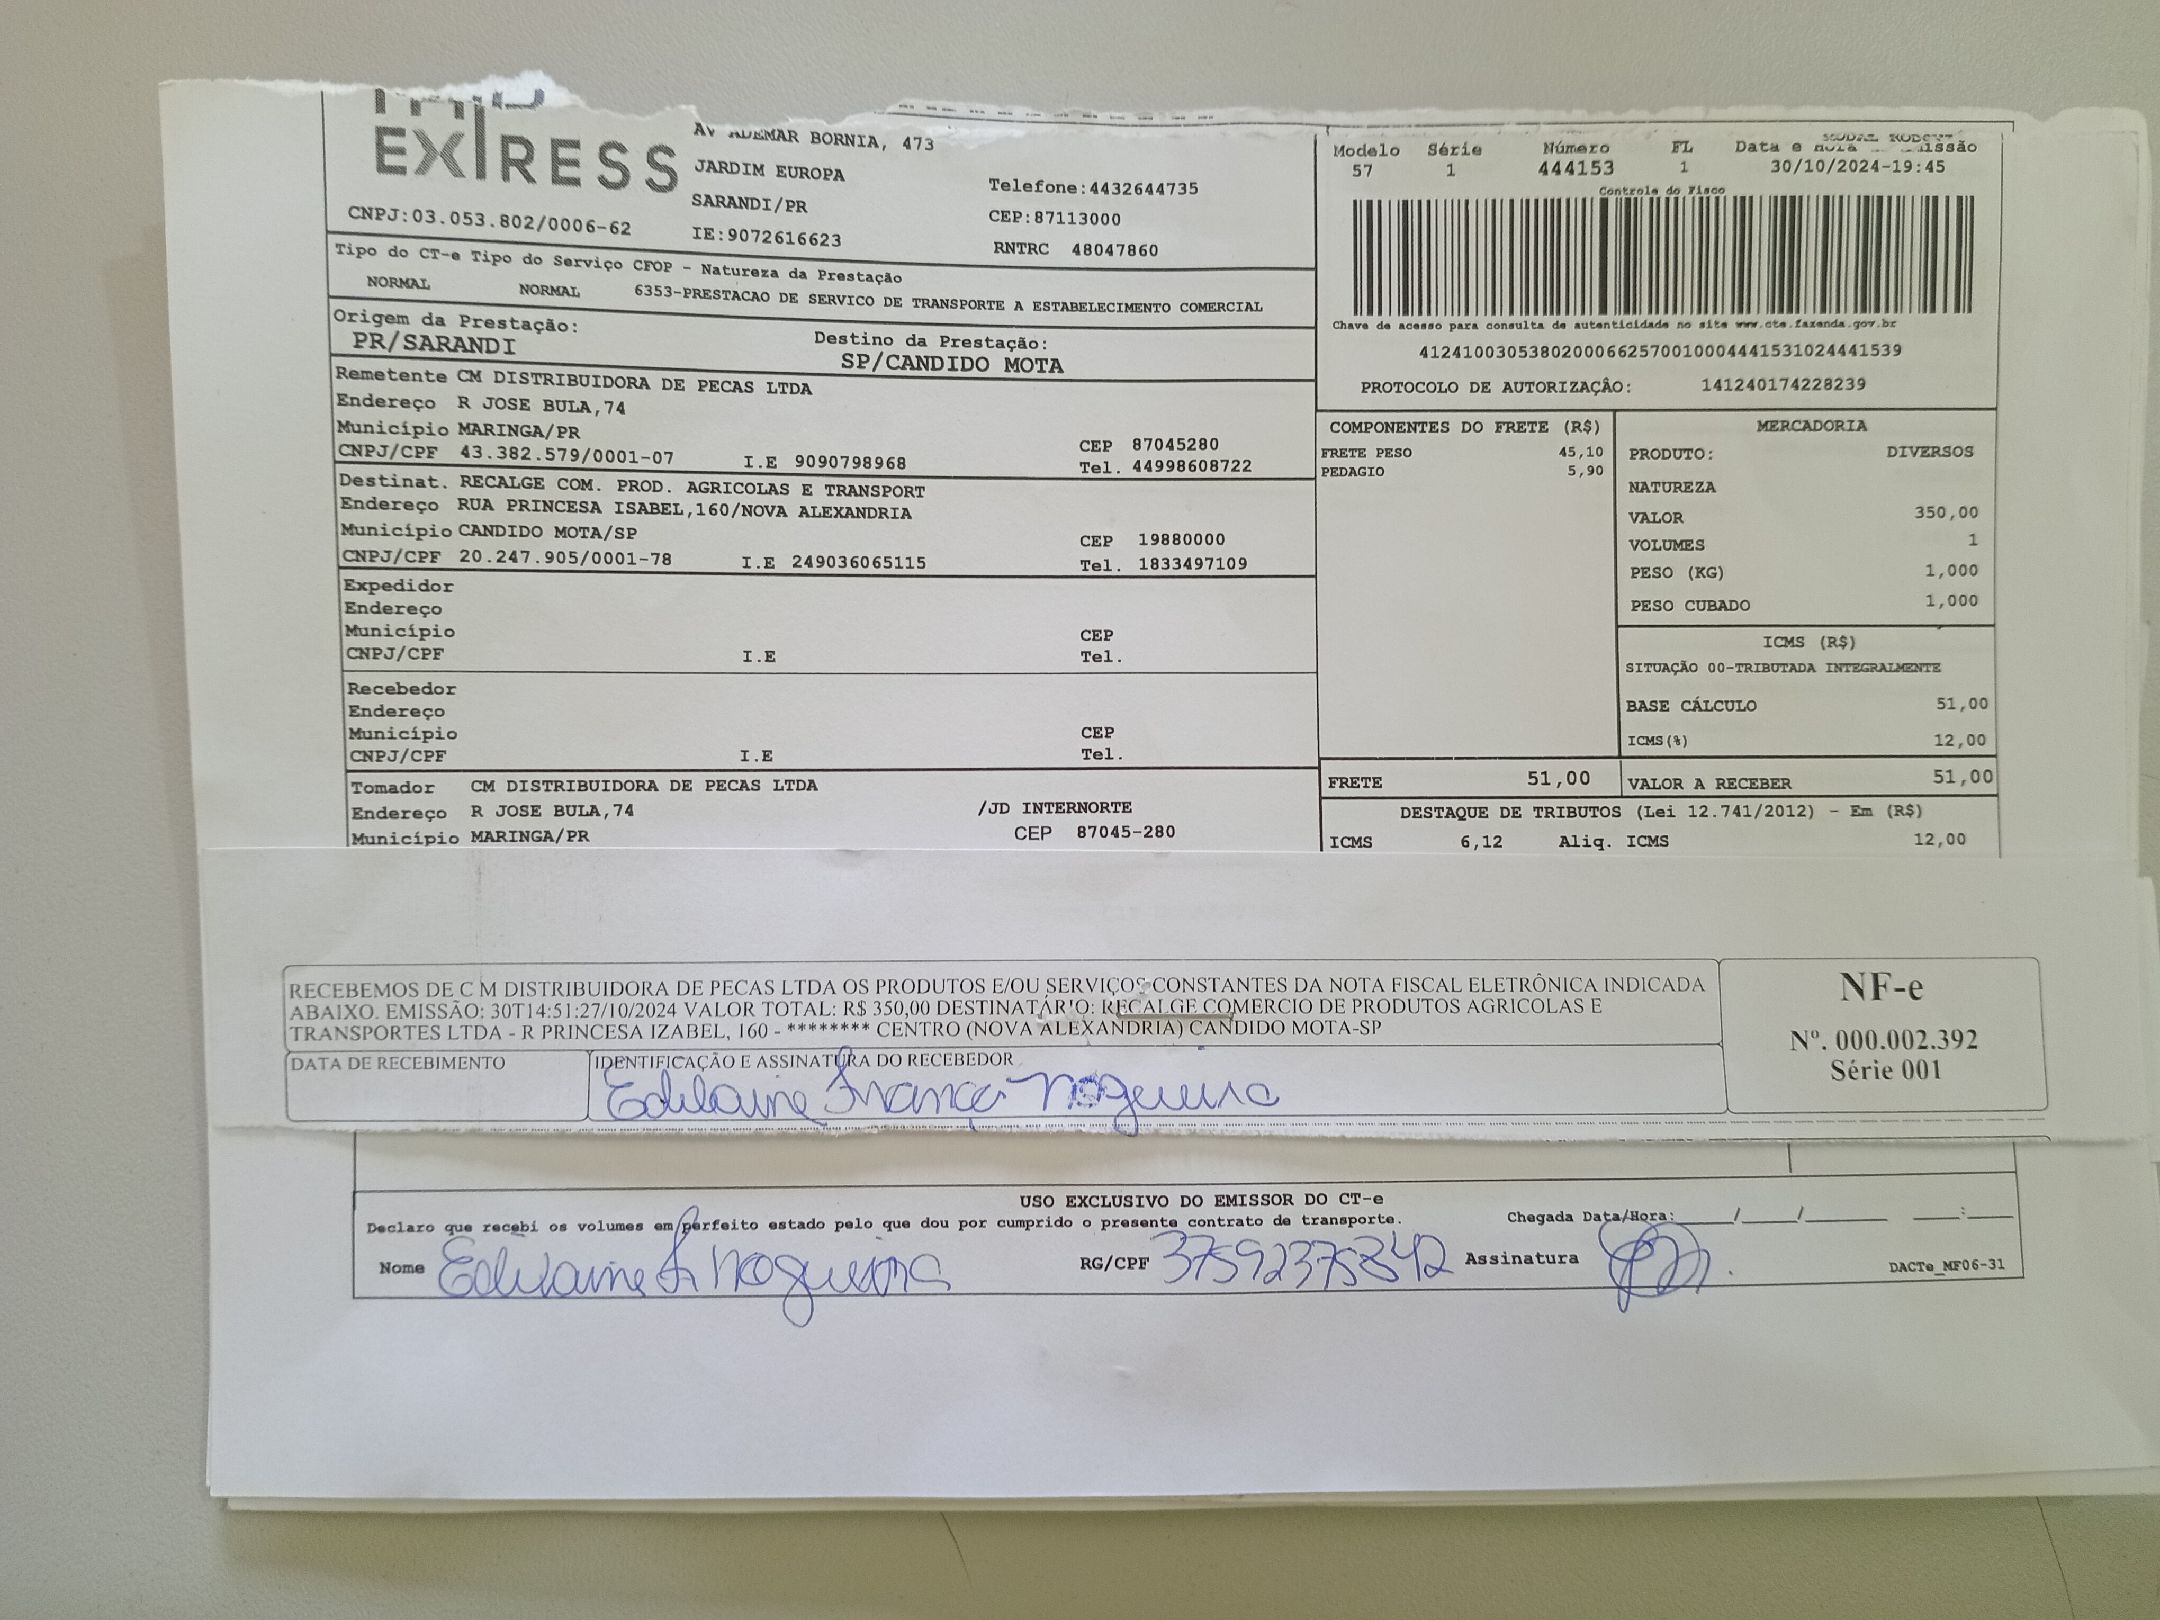 EXPRESS
AV ADEMAR BORNIA, 473
JARDIM EUROPA
SARANDI/PR
IE:9072616623
Telefone:4432644735
CEP:87113000
RNTRC 48047860
CNPJ:03.053.802/0006-62
Modelo Série Número FL Data e hora emissão
57 1 444153 1 30/10/2024-19:45
Controle do Fisco
Chave de acesso para consulta de autenticidade no site www.cte.fazenda.gov.br
41241003053802000662570010004441531024441539
PROTOCOLO DE AUTORIZAÇÂO: 141240174228239
Tipo do CT-e Tipo do Serviço CFOP - Natureza da Prestação
NORMAL NORMAL 6353-PRESTACAO DE SERVICO DE TRANSPORTE A ESTABELECIMENTO COMERCIAL
Origem da Prestação: Destino da Prestação:
PR/SARANDI SP/CANDIDO MOTA
Remetente CM DISTRIBUIDORA DE PECAS LTDA
Endereço R JOSE BULA,74
Município MARINGA/PR CEP 87045280
CNPJ/CPF 43.382.579/0001-07 I.E 9090798968 Tel. 44998608722
Destinat. RECALGE COM. PROD. AGRICOLAS E TRANSPORT
Endereço RUA PRINCESA ISABEL,160/NOVA ALEXANDRIA
Município CANDIDO MOTA/SP CEP 19880000
CNPJ/CPF 20.247.905/0001-78 I.E 249036065115 Tel. 1833497109
Expedidor
Endereço
Município CEP
CNPJ/CPF I.E Tel.
Recebedor
Endereço
Município CEP
CNPJ/CPF I.E Tel.
Tomador CM DISTRIBUIDORA DE PECAS LTDA
Endereço R JOSE BULA,74 /JD INTERNORTE
Município MARINGA/PR CEP 87045-280
COMPONENTES DO FRETE (R$)
FRETE PESO 45,10
PEDAGIO 5,90
MERCADORIA
PRODUTO: DIVERSOS
NATUREZA
VALOR 350,00
VOLUMES 1
PESO (KG) 1,000
PESO CUBADO 1,000
ICMS (R$)
SITUAÇÃO 00-TRIBUTADA INTEGRALMENTE
BASE CÁLCULO 51,00
ICMS(%) 12,00
FRETE 51,00 VALOR A RECEBER 51,00
DESTAQUE DE TRIBUTOS (Lei 12.741/2012) - Em (R$)
ICMS 6,12 Aliq. ICMS 12,00
RECEBEMOS DE C M DISTRIBUIDORA DE PECAS LTDA OS PRODUTOS E/OU SERVIÇOS CONSTANTES DA NOTA FISCAL ELETRÔNICA INDICADA
ABAIXO. EMISSÃO: 30T14:51:27/10/2024 VALOR TOTAL: R$ 350,00 DESTINATÁRIO: RECALGE COMERCIO DE PRODUTOS AGRICOLAS E
TRANSPORTES LTDA - R PRINCESA IZABEL, 160 - ******** CENTRO (NOVA ALEXANDRIA) CANDIDO MOTA-SP
DATA DE RECEBIMENTO IDENTIFICAÇÃO E ASSINATURA DO RECEBEDOR
Edilaine França Nogueira
NF-e
Nº. 000.002.392
Série 001
USO EXCLUSIVO DO EMISSOR DO CT-e
Declaro que recebi os volumes em perfeito estado pelo que dou por cumprido o presente contrato de transporte. Chegada Data/Hora:____/____/______ ____:____
Nome Edilaine F. Nogueira RG/CPF 37592375842 Assinatura
DACTe_MF06-31